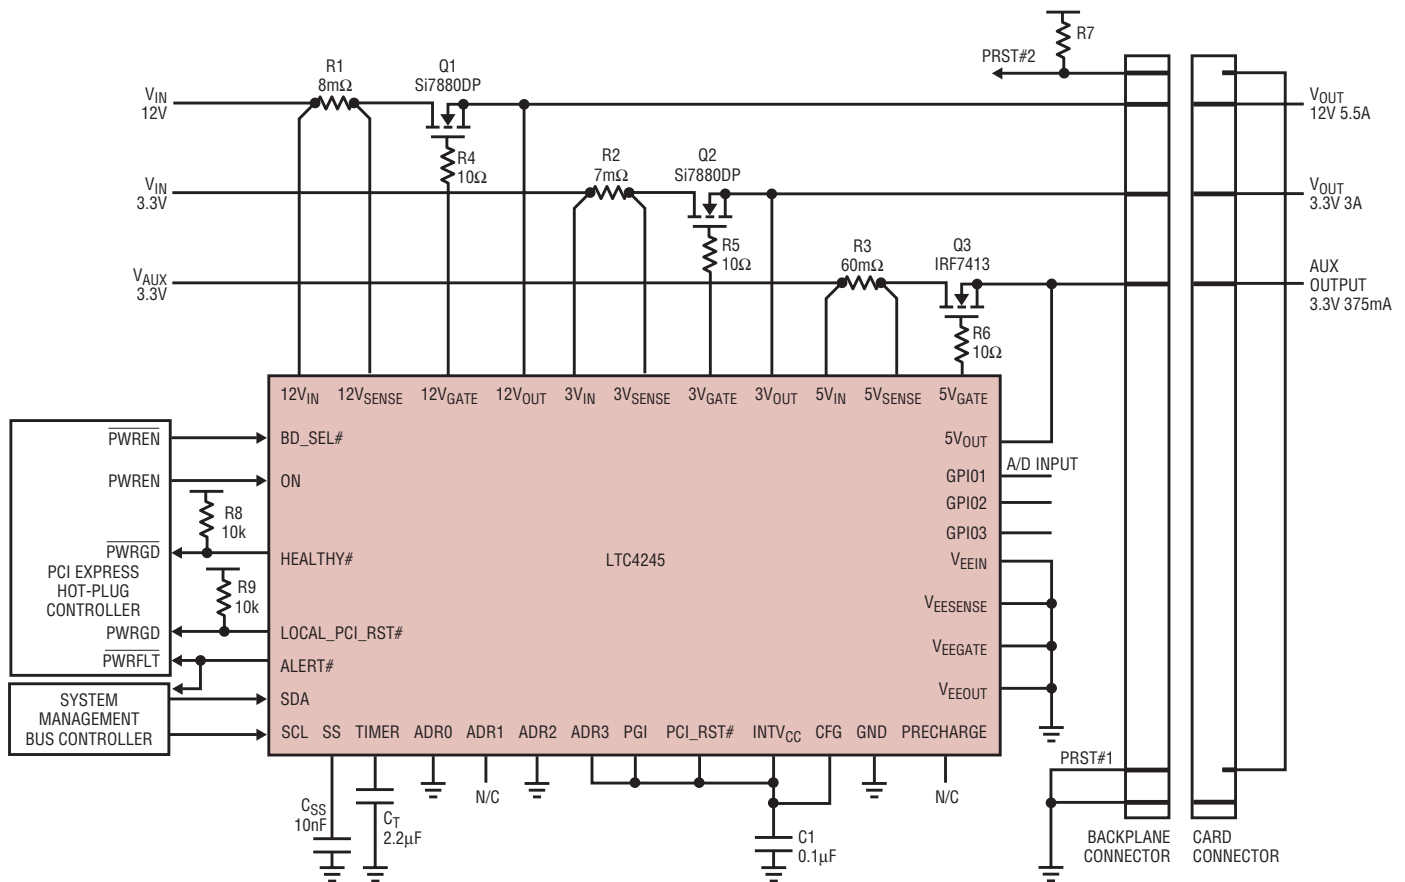 R7
PRST#2
R1
8mΩ
Q1
Si7880DP
VIN
12V
VOUT
12V 5.5A
R4
10Ω
R2
7mΩ
Q2
Si7880DP
VIN
3.3V
VOUT
3.3V 3A
R5
10Ω
R3
60mΩ
Q3
IRF7413
VAUX
3.3V
AUX
OUTPUT
3.3V 375mA
R6
10Ω
12VIN 12VSENSE 12VGATE 12VOUT 3VIN 3VSENSE 3VGATE 3VOUT 5VIN 5VSENSE 5VGATE
PWREN
BD_SEL#
5VOUT
PWREN
ON
GPIO1
A/D INPUT
GPIO2
GPIO3
R8
10k
PWRGD
HEALTHY#
LTC4245
VEEIN
PCI EXPRESS
HOT-PLUG
CONTROLLER
R9
10k
VEESENSE
PWRGD
LOCAL_PCI_RST#
VEEGATE
PWRFLT
ALERT#
VEEOUT
SYSTEM
MANAGEMENT
BUS CONTROLLER
SDA
SCL SS TIMER ADR0 ADR1 ADR2 ADR3 PGI PCI_RST# INTVCC CFG GND PRECHARGE
PRST#1
N/C
N/C
CSS
10nF
CT
2.2μF
C1
0.1μF
BACKPLANE
CONNECTOR
CARD
CONNECTOR